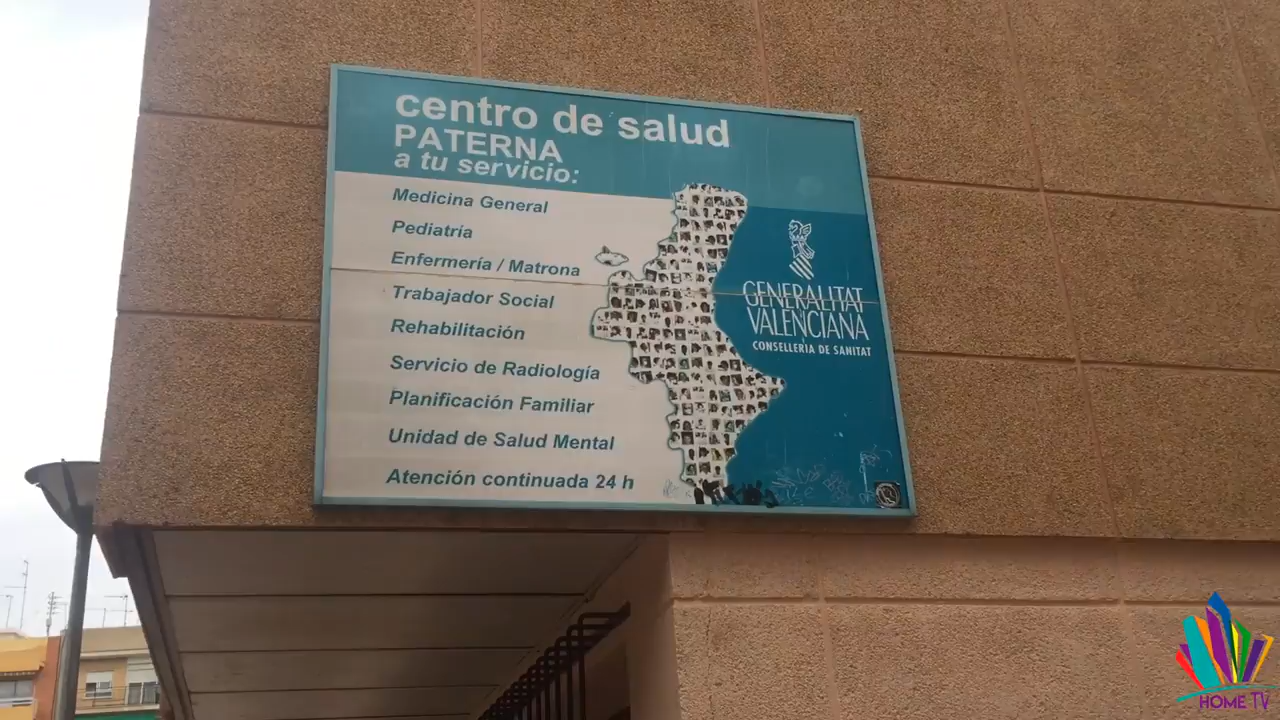 centro de salud
PATERNA
a tu servicio:
Medicina General
Pediatría
Enfermería / Matrona
Trabajador Social
Rehabilitación
Servicio de Radiología
Planificación Familiar
Unidad de Salud Mental
Atención continuada 24 h
GENERALITAT
VALENCIANA
CONSELLERIA DE SANITAT
HOME TV